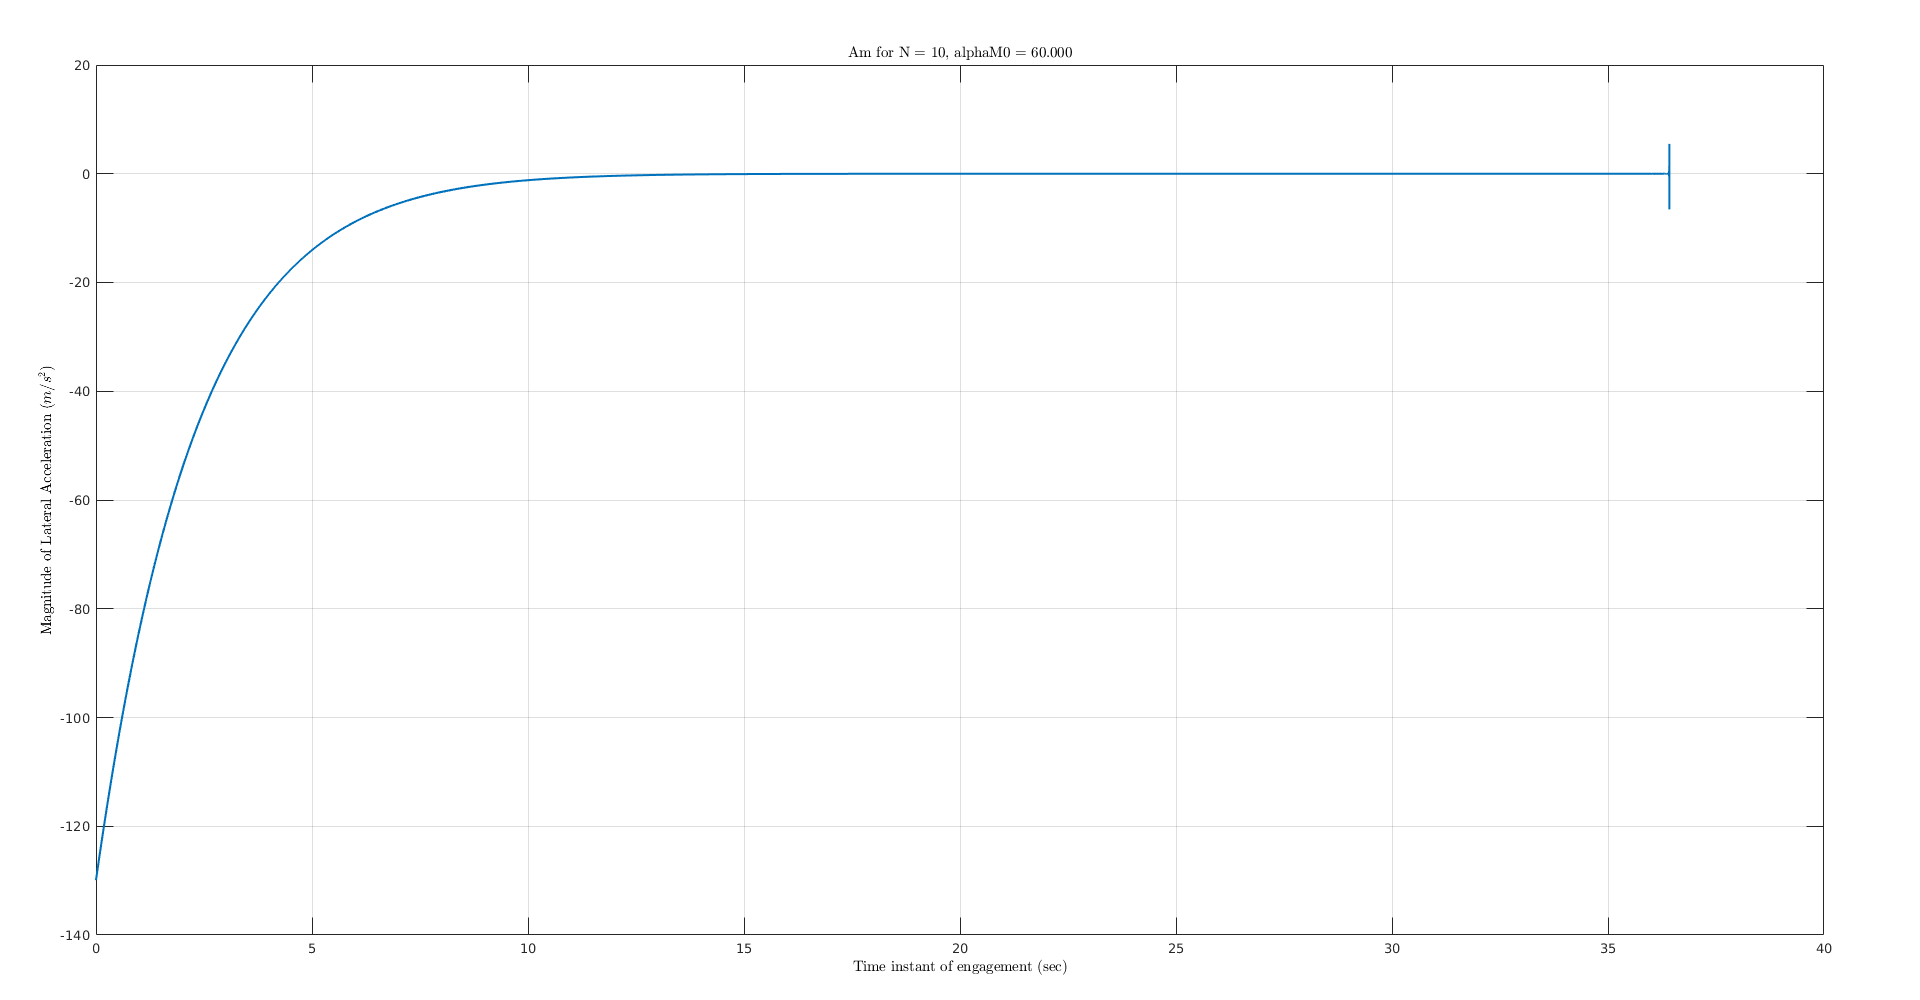 Am for N = 10, alphaM0 = 60.000
20
0
-20
-40
-60
-80
-100
-120
-140
Magnitude of Lateral Acceleration (m/s²)
0 5 10 15 20 25 30 35 40
Time instant of engagement (sec)